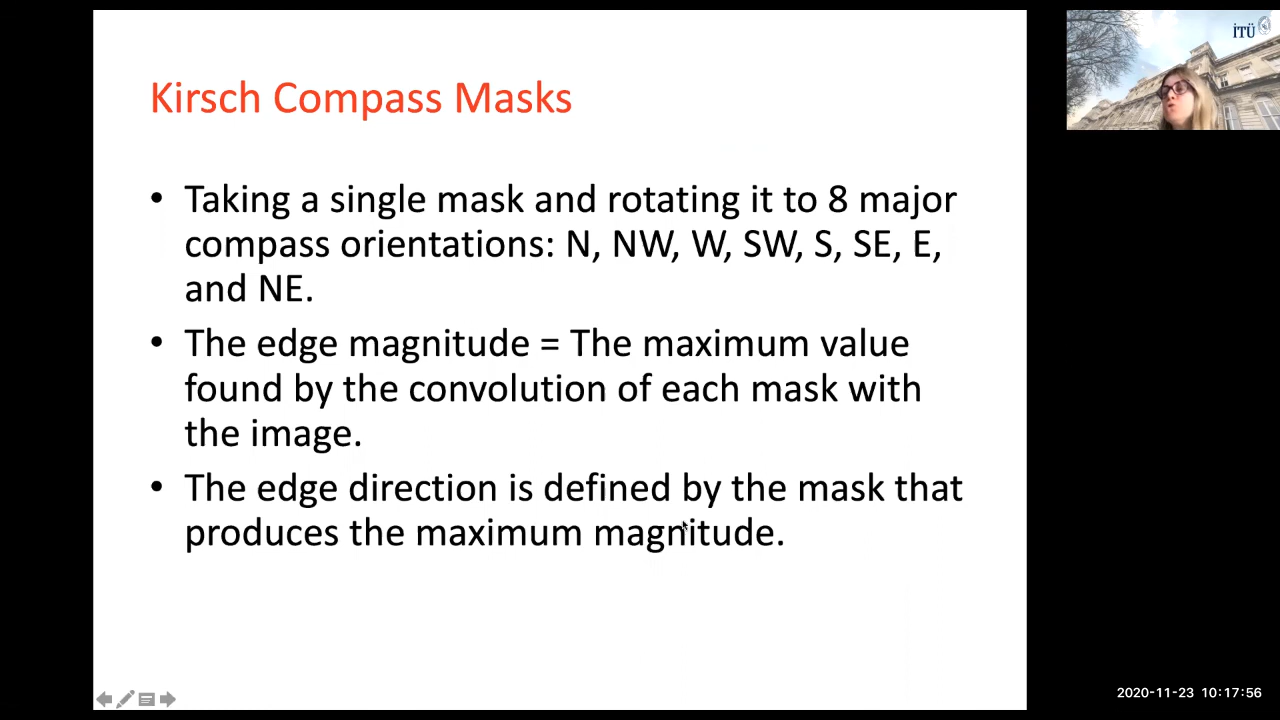 İTÜ
Kirsch Compass Masks
• Taking a single mask and rotating it to 8 major
compass orientations: N, NW, W, SW, S, SE, E,
and NE.
• The edge magnitude = The maximum value
found by the convolution of each mask with
the image.
• The edge direction is defined by the mask that
produces the maximum magnitude.
2020-11-23 10:17:56